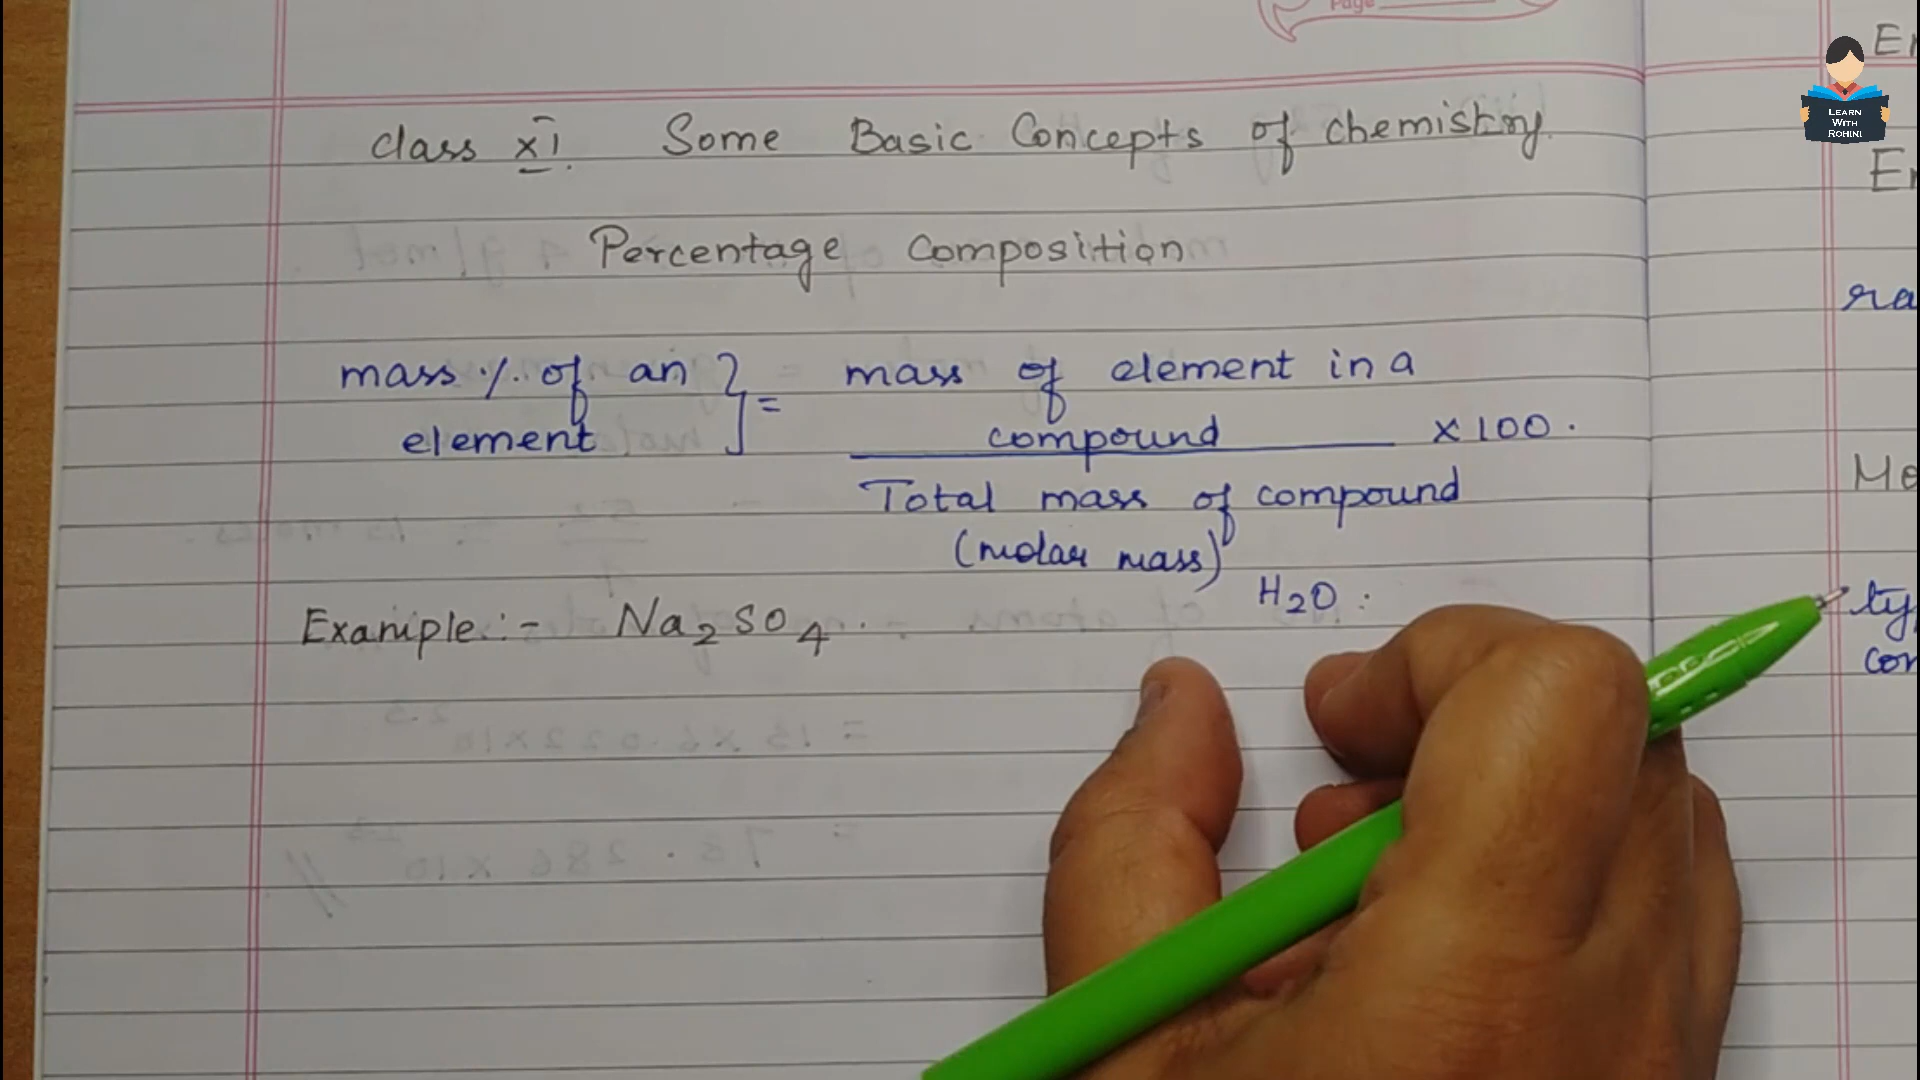 Page
LEARN
WITH
ROHINI
class XI. Some Basic Concepts of chemistry.
Percentage Composition
mass % of an } = mass of element in a
element compound × 100.
Total mass of compound
(molar mass)
H2O :
Example :- Na2SO4.